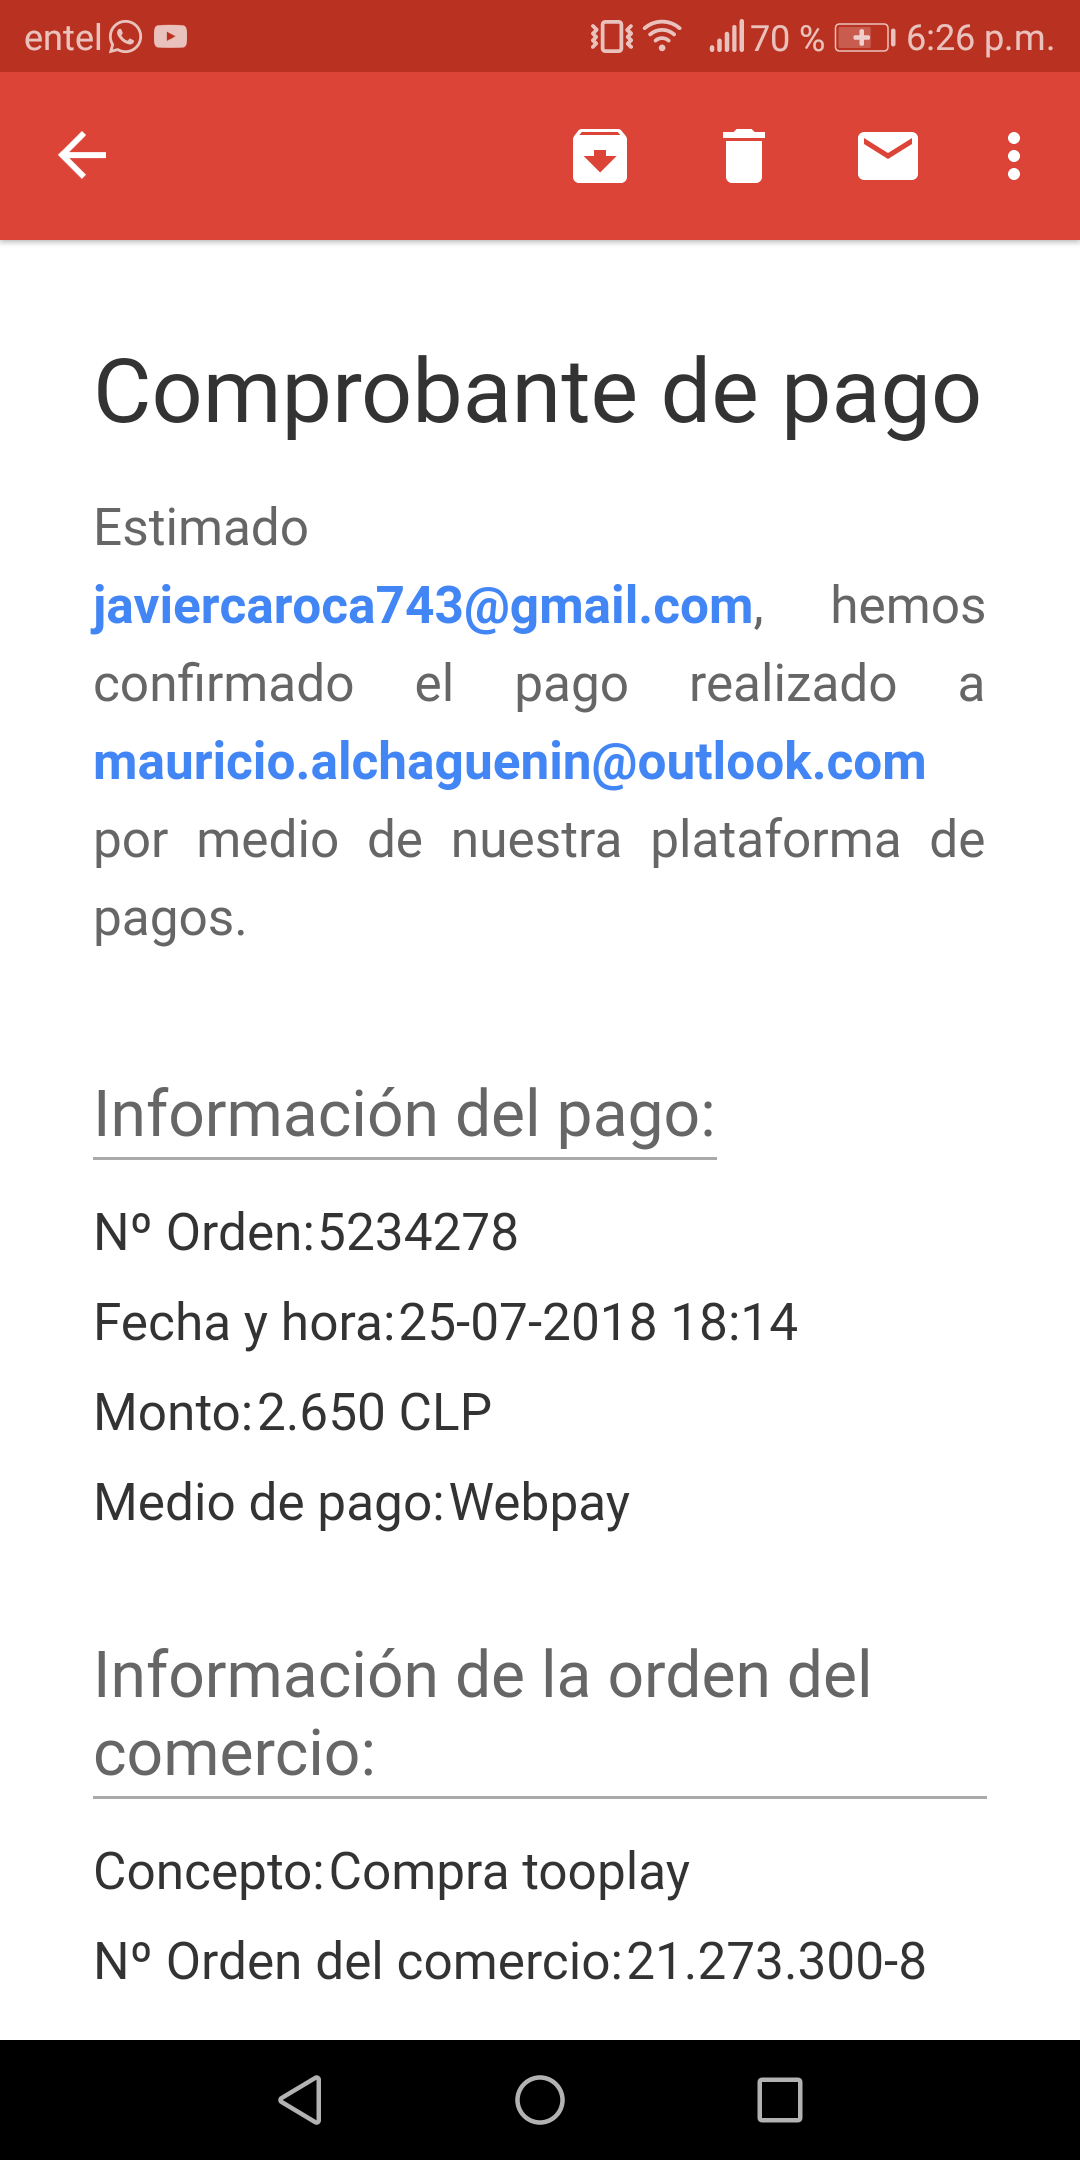 entel 70 % 6:26 p.m.
Comprobante de pago
Estimado
javiercaroca743@gmail.com, hemos
confirmado el pago realizado a
mauricio.alchaguenin@outlook.com
por medio de nuestra plataforma de
pagos.
Información del pago:
Nº Orden:5234278
Fecha y hora:25-07-2018 18:14
Monto:2.650 CLP
Medio de pago:Webpay
Información de la orden del
comercio:
Concepto:Compra tooplay
Nº Orden del comercio:21.273.300-8